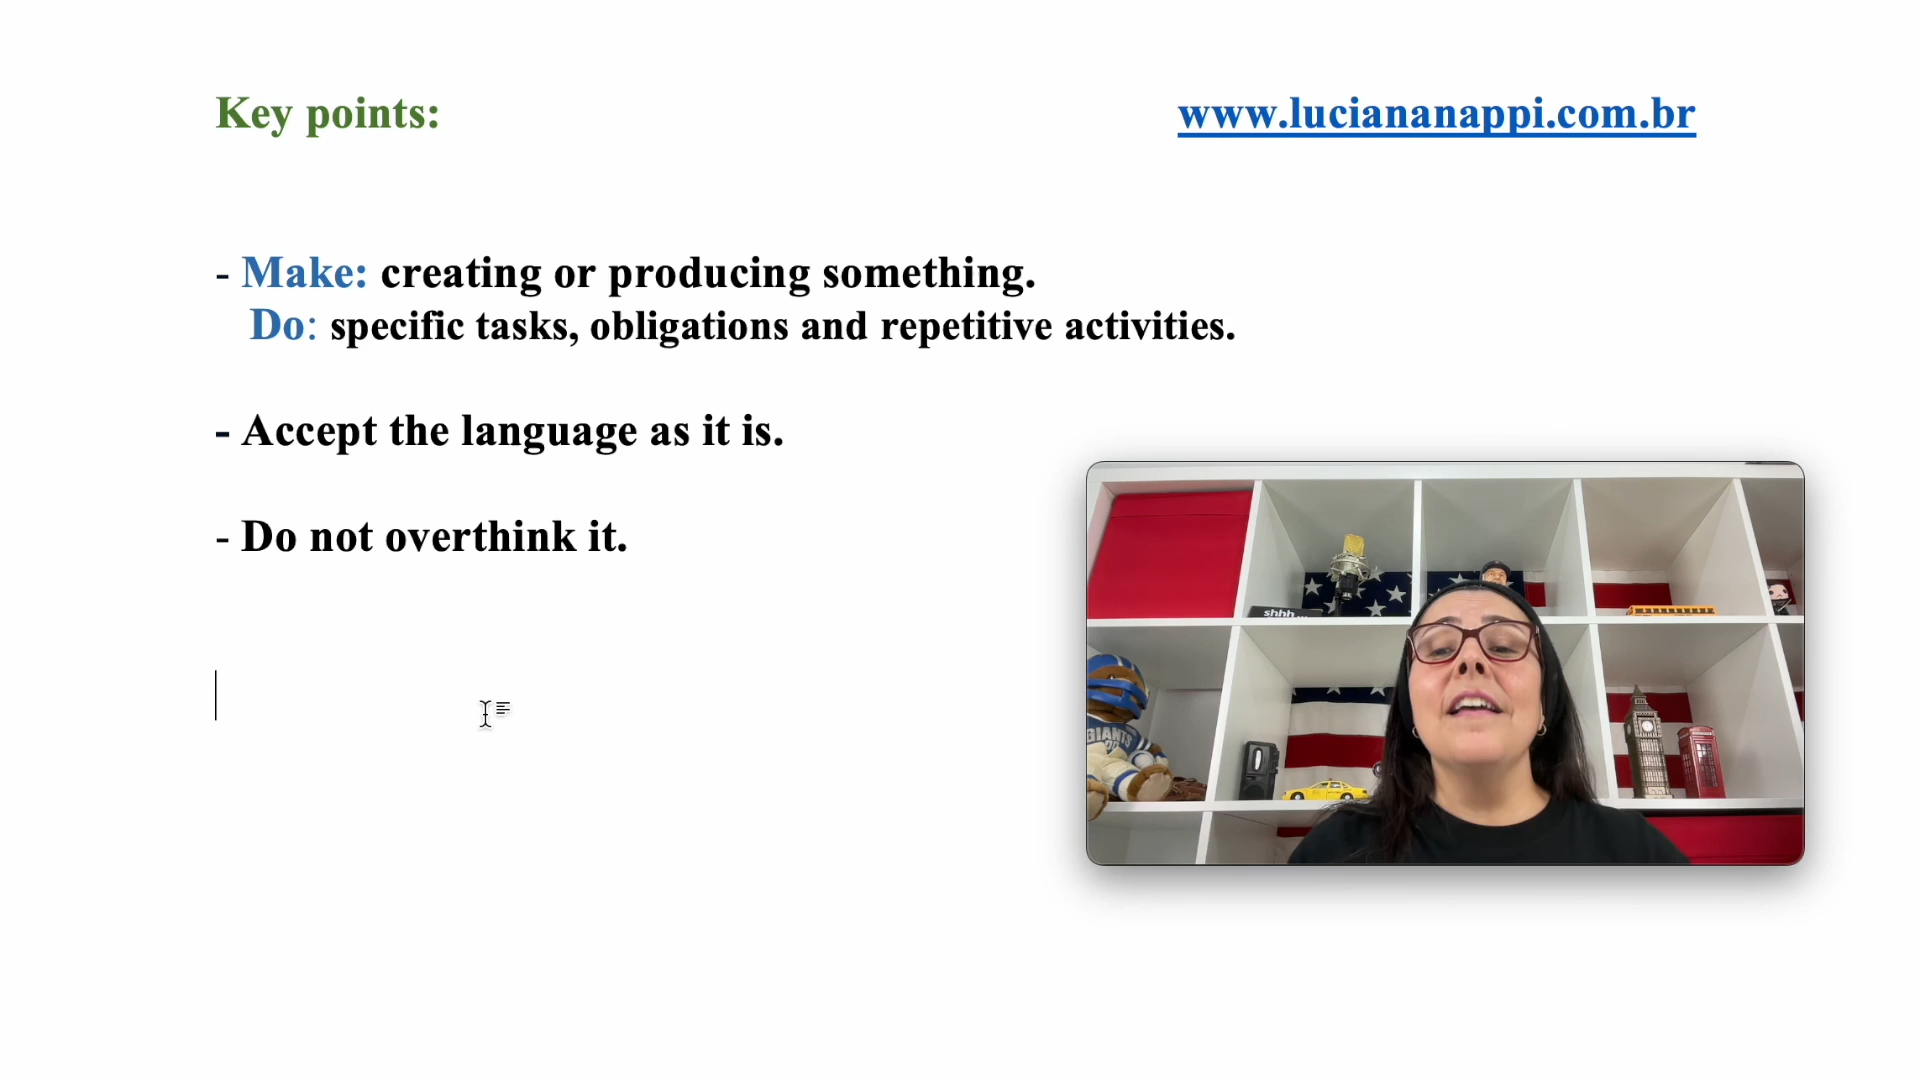 Key points:
www.luciananappi.com.br
- Make: creating or producing something.
Do: specific tasks, obligations and repetitive activities.
- Accept the language as it is.
- Do not overthink it.
shhh
GIANTS